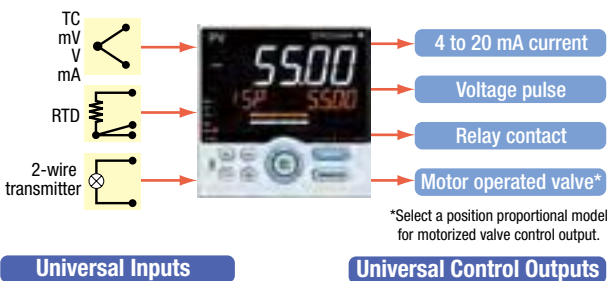 TC
mV
V
mA
RTD
2-wire
transmitter
PV
55.00
SP 55.00
4 to 20 mA current
Voltage pulse
Relay contact
Motor operated valve*
*Select a position proportional model
for motorized valve control output.
Universal Inputs
Universal Control Outputs